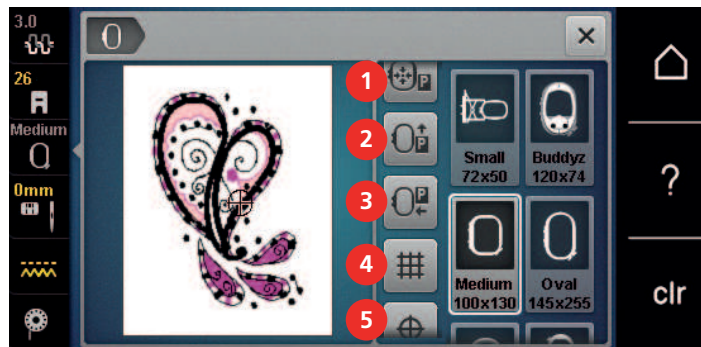 3.0
26
Medium
0mm
1
P
2
P
3
P
4
5
Small
72x50
Buddyz
120x74
Medium
100x130
Oval
145x255
?
clr